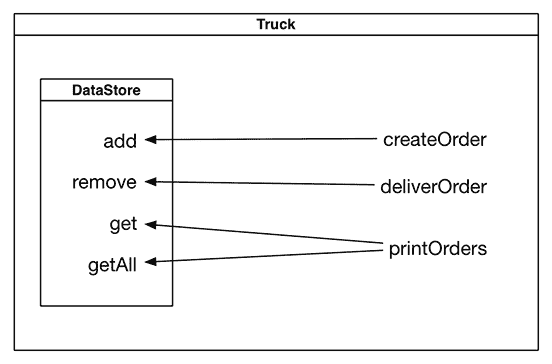 Truck
DataStore
add
createOrder
remove
deliverOrder
get
printOrders
getAll